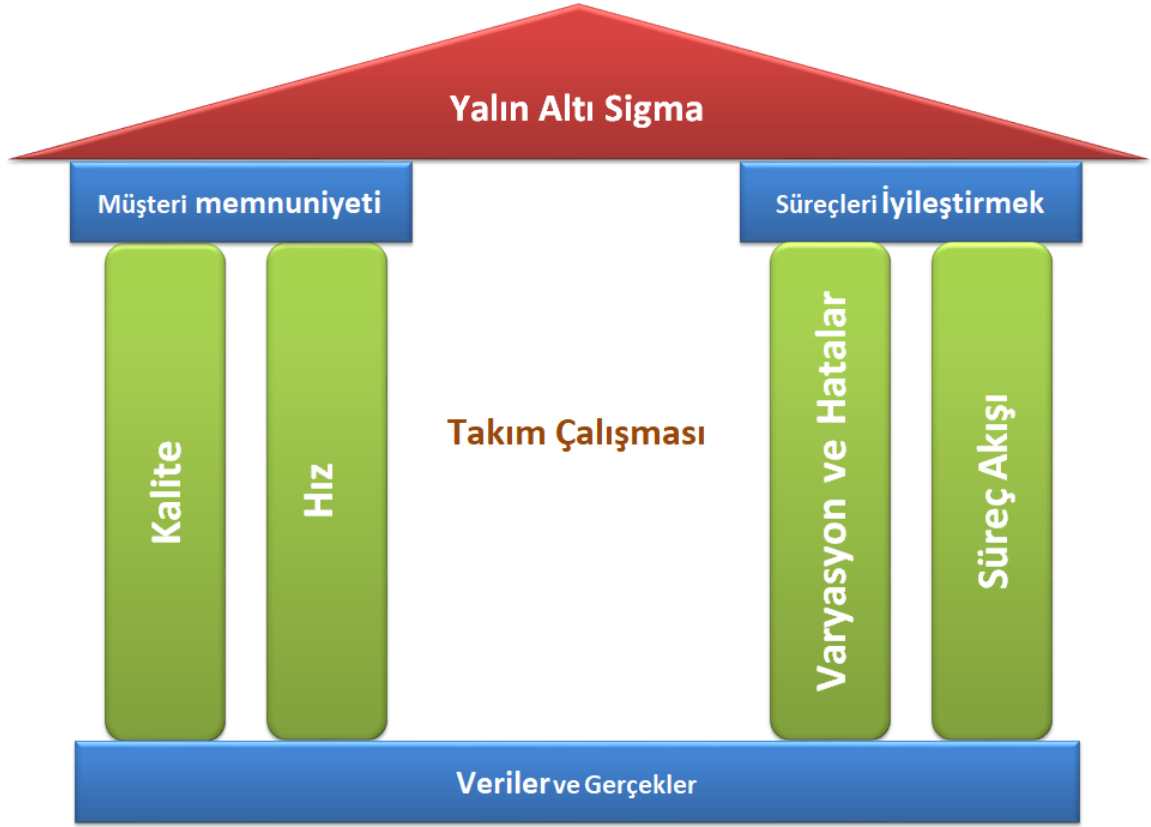 Yalın Altı Sigma
Müşteri memnuniyeti
Süreçleri İyileştirmek
Kalite
Hız
Takım Çalışması
Varyasyon ve Hatalar
Süreç Akışı
Veriler ve Gerçekler